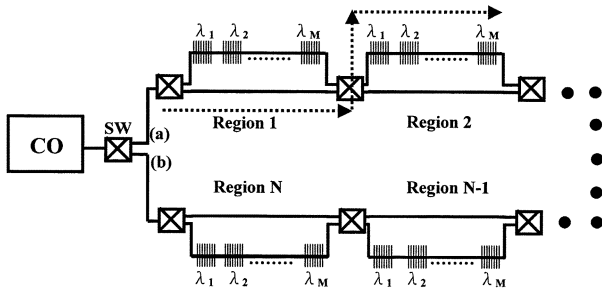 λ1 λ2 ........ λM
λ1 λ2 ........ λM
SW
(a)
CO
(b)
Region 1
Region 2
Region N
Region N-1
λ1 λ2 ........ λM
λ1 λ2 ........ λM